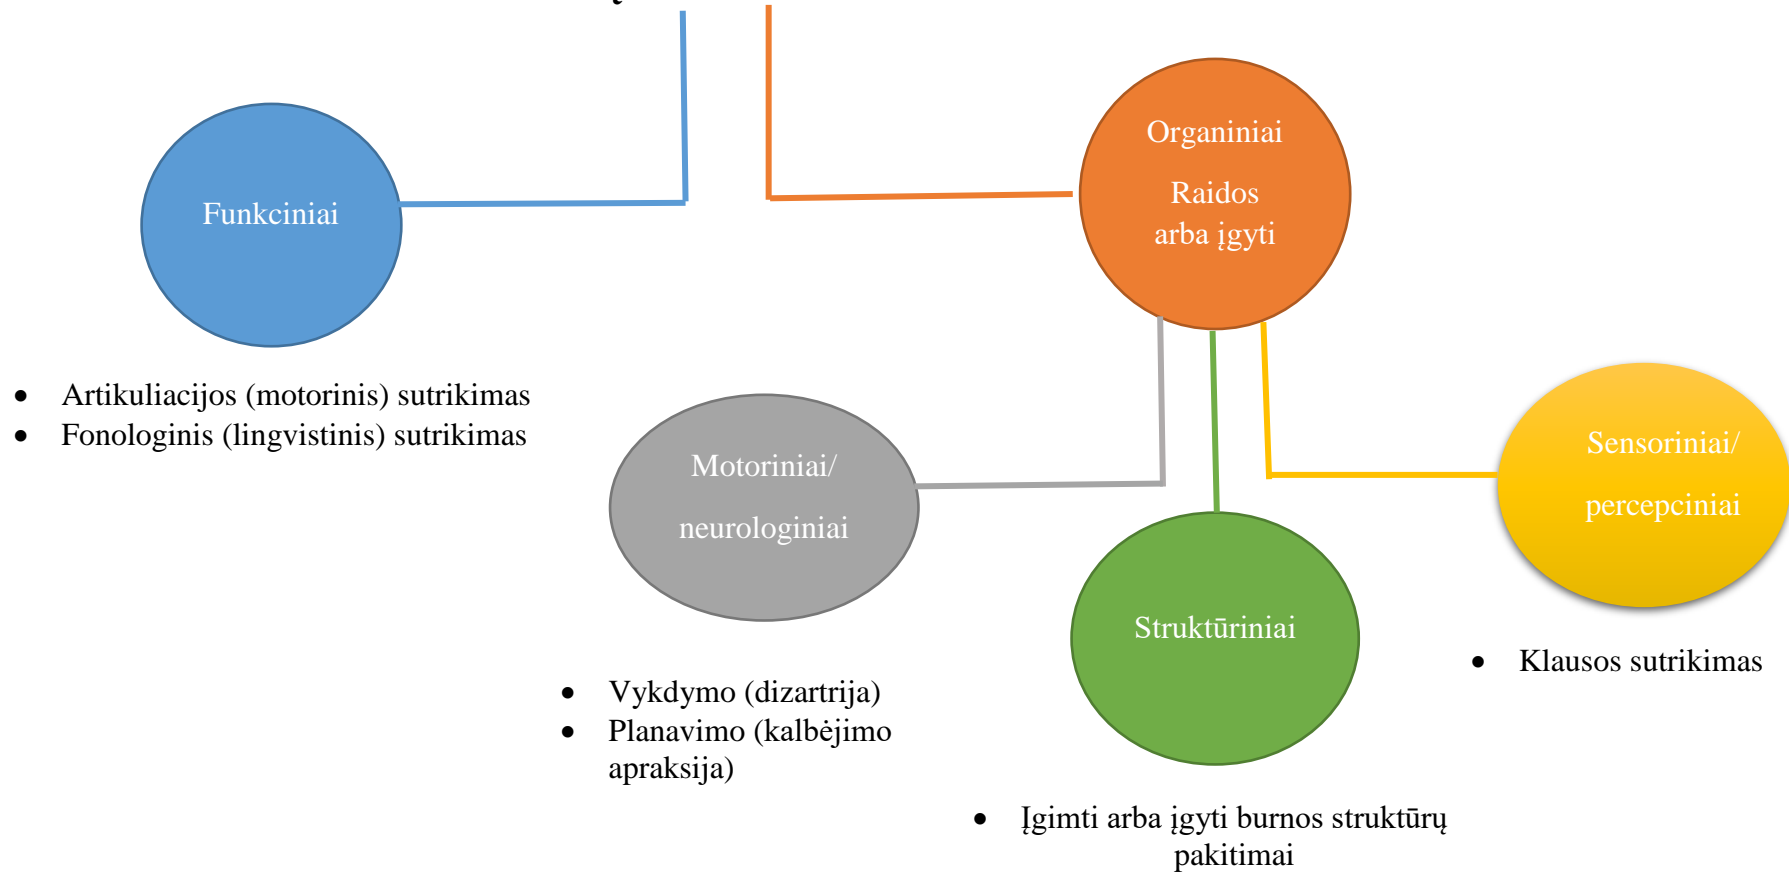 Funkciniai
Organiniai
Raidos
arba įgyti
• Artikuliacijos (motorinis) sutrikimas
• Fonologinis (lingvistinis) sutrikimas
Motoriniai/
neurologiniai
Struktūriniai
Sensoriniai/
percepciniai
• Vykdymo (dizartrija)
• Planavimo (kalbėjimo
apraksija)
• Klausos sutrikimas
• Įgimti arba įgyti burnos struktūrų
pakitimai